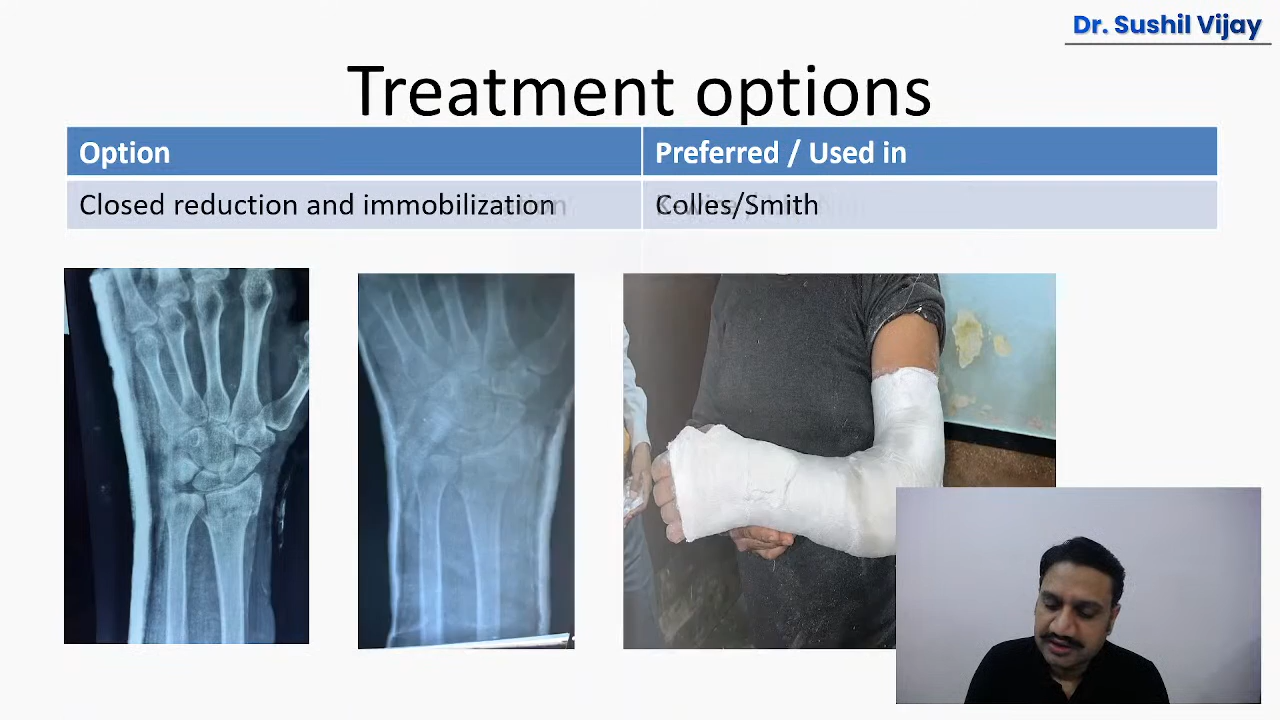 Dr. Sushil Vijay
Treatment options
Option
Preferred / Used in
Closed reduction and immobilization
Colles/Smith